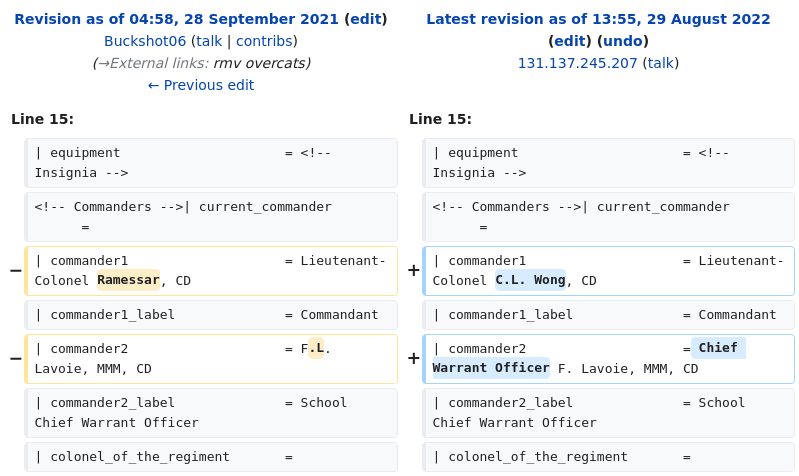 Revision as of 04:58, 28 September 2021 (edit)
Buckshot06 (talk | contribs)
(→External links: rmv overcats)
← Previous edit
Line 15:
| equipment = <!--
Insignia -->
<!-- Commanders -->| current_commander
=
− | commander1 = Lieutenant-
Colonel Ramessar, CD
| commander1_label = Commandant
− | commander2 = F.L.
Lavoie, MMM, CD
| commander2_label = School
Chief Warrant Officer
| colonel_of_the_regiment =
Latest revision as of 13:55, 29 August 2022
(edit) (undo)
131.137.245.207 (talk)
Line 15:
| equipment = <!--
Insignia -->
<!-- Commanders -->| current_commander
=
+ | commander1 = Lieutenant-
Colonel C.L. Wong, CD
| commander1_label = Commandant
+ | commander2 = Chief
Warrant Officer F. Lavoie, MMM, CD
| commander2_label = School
Chief Warrant Officer
| colonel_of_the_regiment =